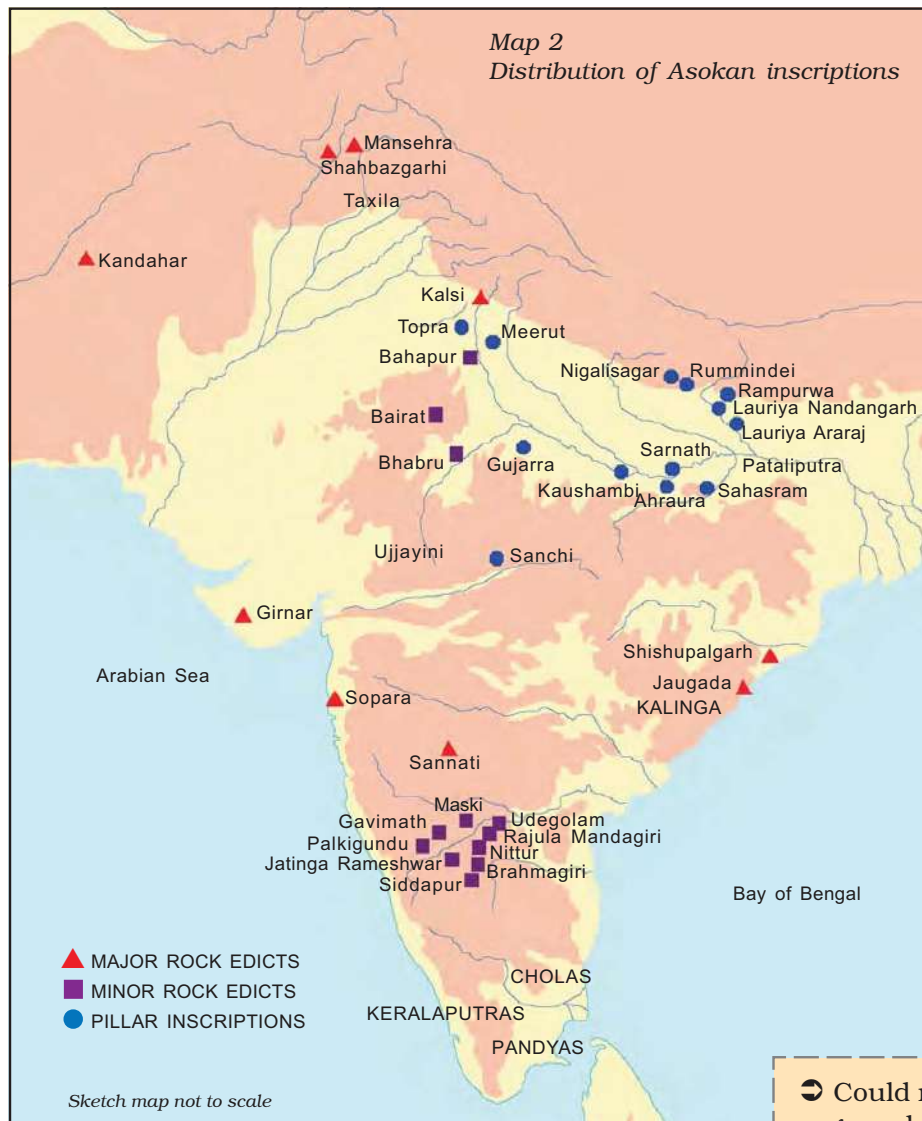 Map 2
Distribution of Asokan inscriptions
Mansehra
Shahbazgarhi
Taxila
Kandahar
Kalsi
Topra
Meerut
Bahapur
Nigalisagar
Rummindei
Rampurwa
Bairat
Lauriya Nandangarh
Lauriya Araraj
Bhabru
Gujarra
Sarnath
Pataliputra
Kaushambi
Ahraura
Sahasram
Ujjayini
Sanchi
Girnar
Shishupalgarh
Arabian Sea
Jaugada
Sopara
KALINGA
Sannati
Maski
Gavimath
Udegolam
Palkigundu
Rajula Mandagiri
Nittur
Jatinga Rameshwar
Brahmagiri
Siddapur
Bay of Bengal
MAJOR ROCK EDICTS
MINOR ROCK EDICTS
PILLAR INSCRIPTIONS
CHOLAS
KERALAPUTRAS
PANDYAS
Sketch map not to scale
➲ Could